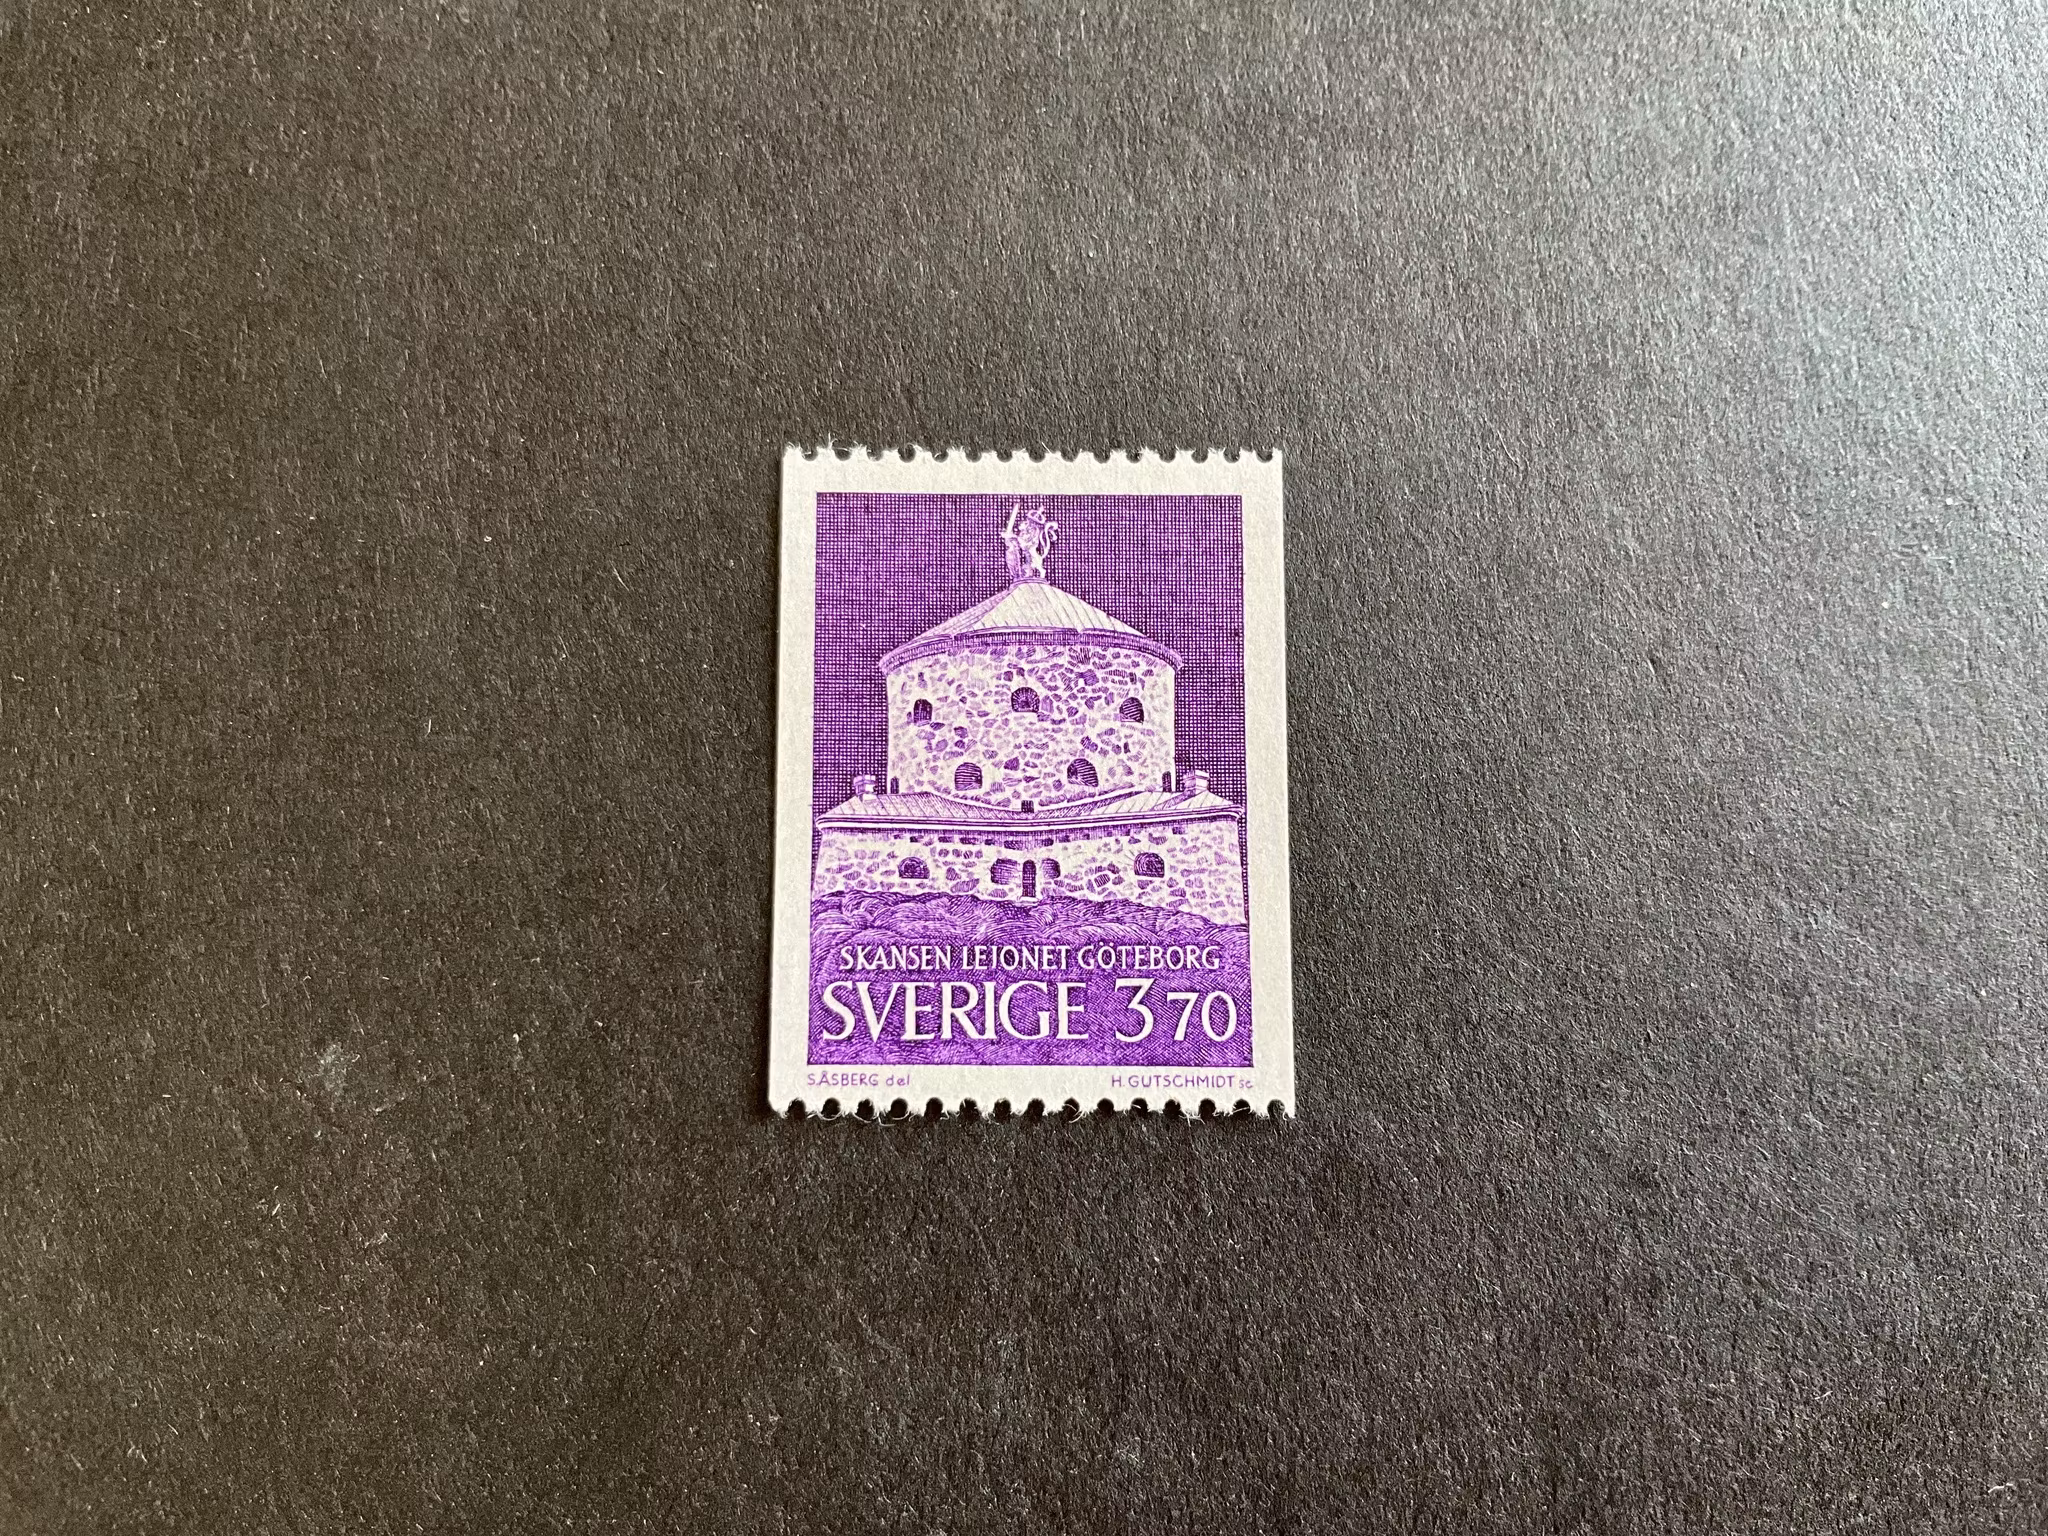 SKANSEN LEJONET GÖTEBORG
SVERIGE 3 70
S.ÅSBERG del H. GUTSCHMIDT sc